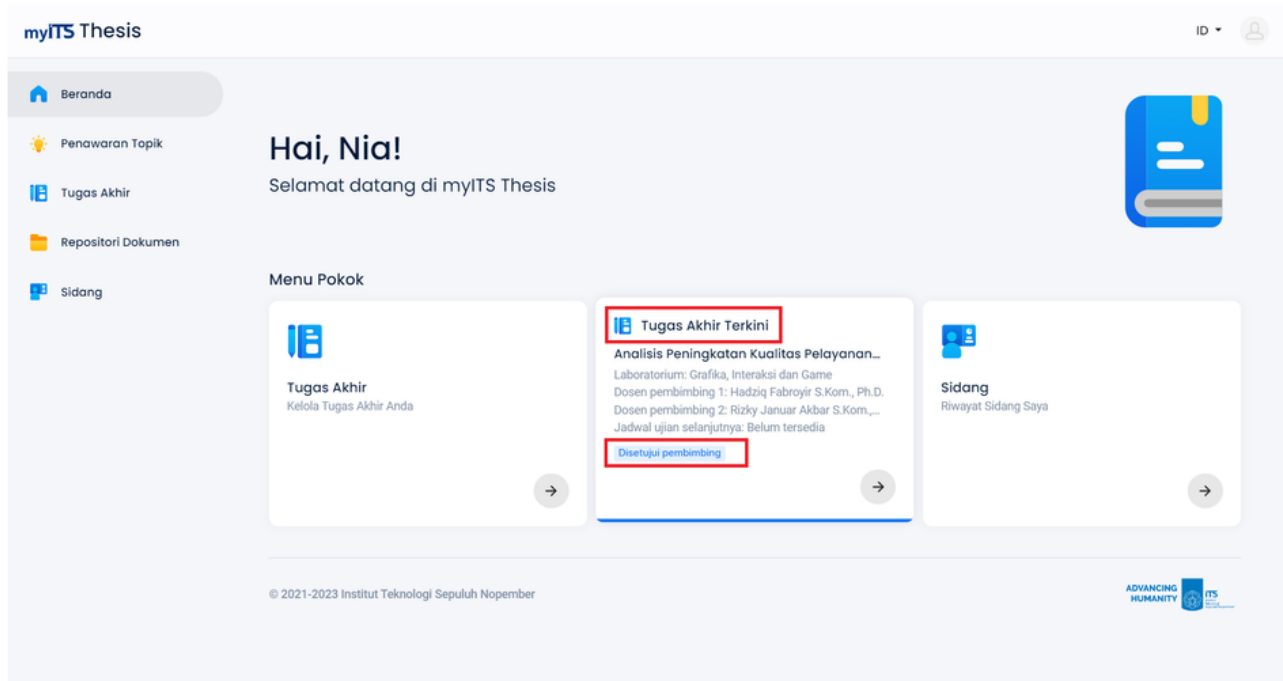 myITS Thesis
ID
Beranda
Penawaran Topik
Tugas Akhir
Repositori Dokumen
Sidang
Hai, Nia!
Selamat datang di myITS Thesis
Menu Pokok
Tugas Akhir
Kelola Tugas Akhir Anda
Tugas Akhir Terkini
Analisis Peningkatan Kualitas Pelayanan...
Laboratorium: Grafika, Interaksi dan Game
Dosen pembimbing 1: Hadziq Fabroyir S.Kom., Ph.D.
Dosen pembimbing 2: Rizky Januar Akbar S.Kom.,...
Jadwal ujian selanjutnya: Belum tersedia
Disetujui pembimbing
Sidang
Riwayat Sidang Saya
© 2021-2023 Institut Teknologi Sepuluh Nopember
ADVANCING
HUMANITY
ITS